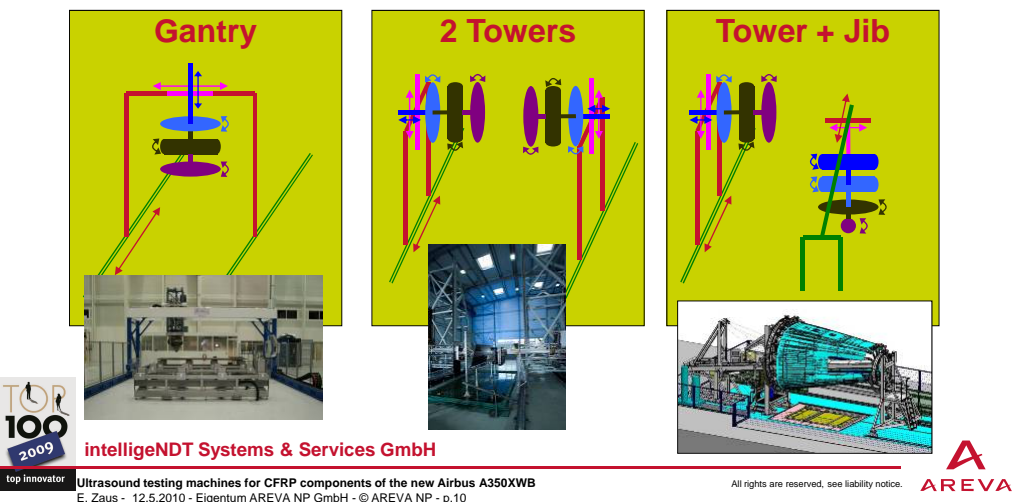 Gantry
2 Towers
Tower + Jib
TOP
100
2009
top innovator
intelligeNDT Systems & Services GmbH
Ultrasound testing machines for CFRP components of the new Airbus A350XWB
E. Zaus - 12.5.2010 - Eigentum AREVA NP GmbH - © AREVA NP - p.10
All rights are reserved, see liability notice.
AREVA